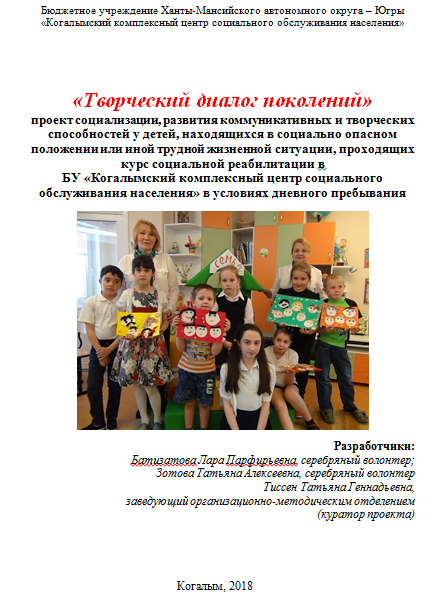 Бюджетное учреждение Ханты-Мансийского автономного округа – Югры
«Когалымский комплексный центр социального обслуживания населения»
«Творческий диалог поколений»
проект социализации, развития коммуникативных и творческих
способностей у детей, находящихся в социально опасном
положении или иной трудной жизненной ситуации, проходящих
курс социальной реабилитации в
БУ «Когалымский комплексный центр социального
обслуживания населения» в условиях дневного пребывания
семья
Разработчики:
Батизатова Лара Парфирьевна, серебряный волонтер;
Зотова Татьяна Алексеевна, серебряный волонтер
Тиссен Татьяна Геннадьевна,
заведующий организационно-методическим отделением
(куратор проекта)
Когалым, 2018